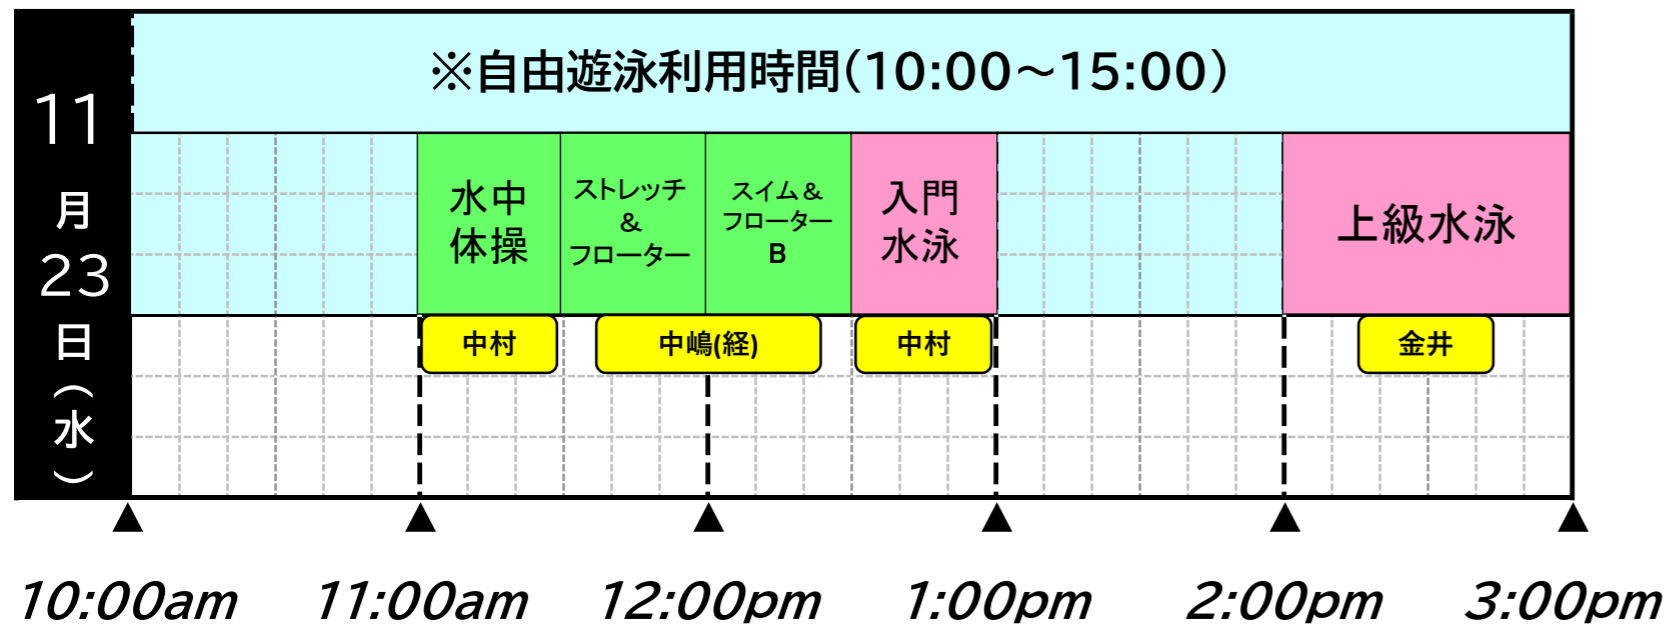 ※自由遊泳利用時間(10:00～15:00)
11
月
23
日
(水)
水中
体操
ストレッチ
&
フローター
スイム&
フローター
B
入門
水泳
上級水泳
中村
中嶋(経)
中村
金井
10:00am
11:00am
12:00pm
1:00pm
2:00pm
3:00pm